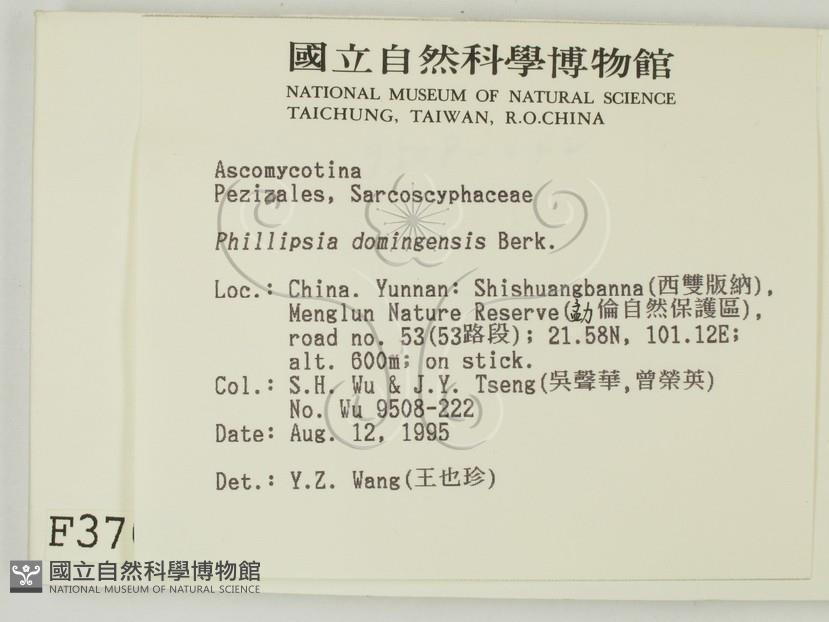 國立自然科學博物館
NATIONAL MUSEUM OF NATURAL SCIENCE
TAICHUNG, TAIWAN, R.O.CHINA
Ascomycotina
Pezizales, Sarcoscyphaceae
Phillipsia domingensis Berk.
Loc.: China. Yunnan: Shishuangbanna(西雙版納),
Menglun Nature Reserve(勐倫自然保護區),
road no. 53(53路段); 21.58N, 101.12E;
alt. 600m; on stick.
Col.: S.H. Wu & J.Y. Tseng(吳聲華,曾榮英)
No. Wu 9508-222
Date: Aug. 12, 1995
Det.: Y.Z. Wang(王也珍)
國立自然科學博物館
NATIONAL MUSEUM OF NATURAL SCIENCE